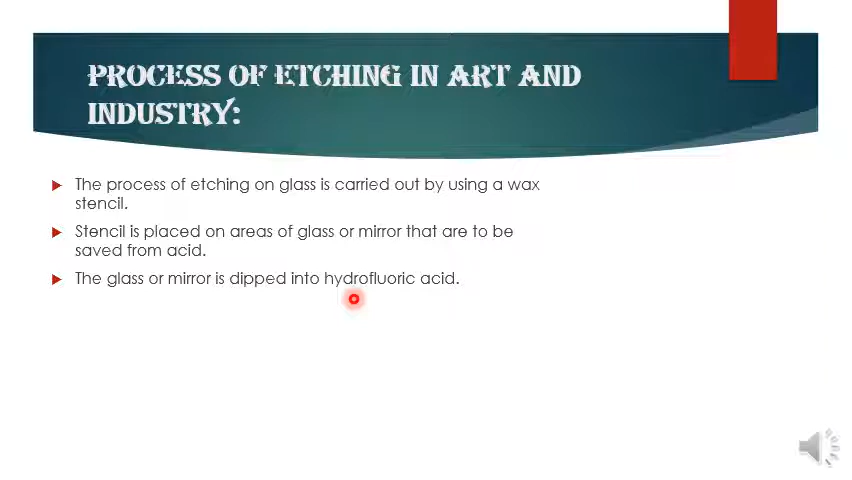 PROCESS OF ETCHING IN ART AND
INDUSTRY:
The process of etching on glass is carried out by using a wax
stencil.
Stencil is placed on areas of glass or mirror that are to be
saved from acid.
The glass or mirror is dipped into hydrofluoric acid.